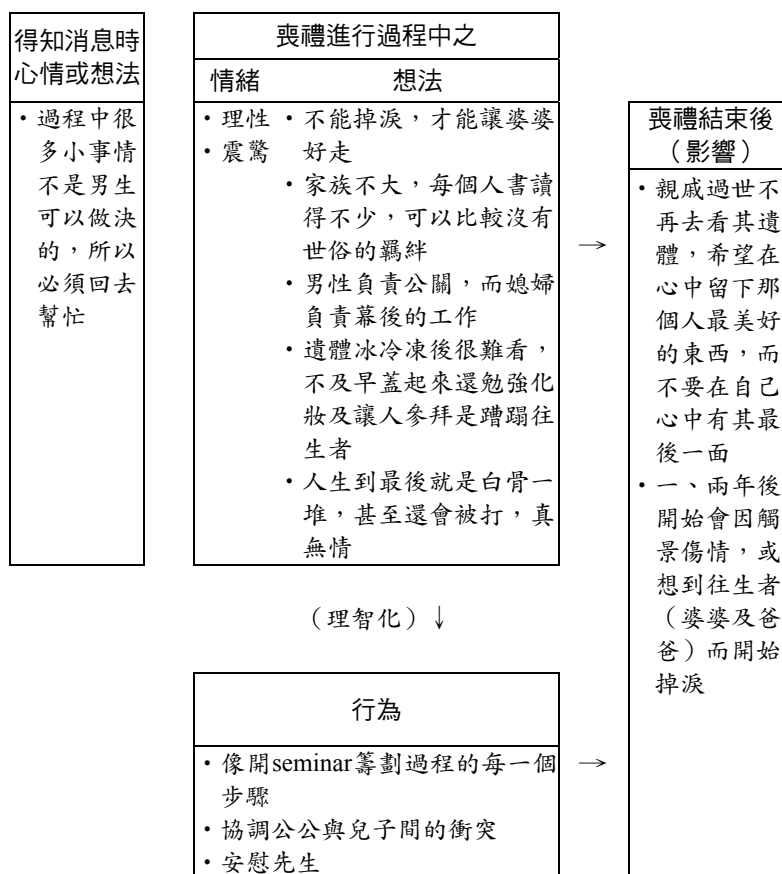 得知消息時
心情或想法
・過程中很
多小事情
不是男生
可以做決
的，所以
必須回去
幫忙
喪禮進行過程中之
情緒
想法
・理性
・震驚
・不能掉淚，才能讓婆婆
好走
・家族不大，每個人書讀
得不少，可以比較沒有
世俗的羈絆
・男性負責公關，而媳婦
負責幕後的工作
・遺體冰冷凍後很難看，
不及早蓋起來還勉強化
妝及讓人參拜是蹧蹋往
生者
・人生到最後就是白骨一
堆，甚至還會被打，真
無情
（理智化）↓
行為
・像開seminar籌劃過程的每一個
步驟
・協調公公與兒子間的衝突
・安慰先生
→
→
喪禮結束後
（影響）
・親戚過世不
再去看其遺
體，希望在
心中留下那
個人最美好
的東西，而
不要在自己
心中有其最
後一面
・一、兩年後
開始會因觸
景傷情，或
想到往生者
（婆婆及爸
爸）而開始
掉淚